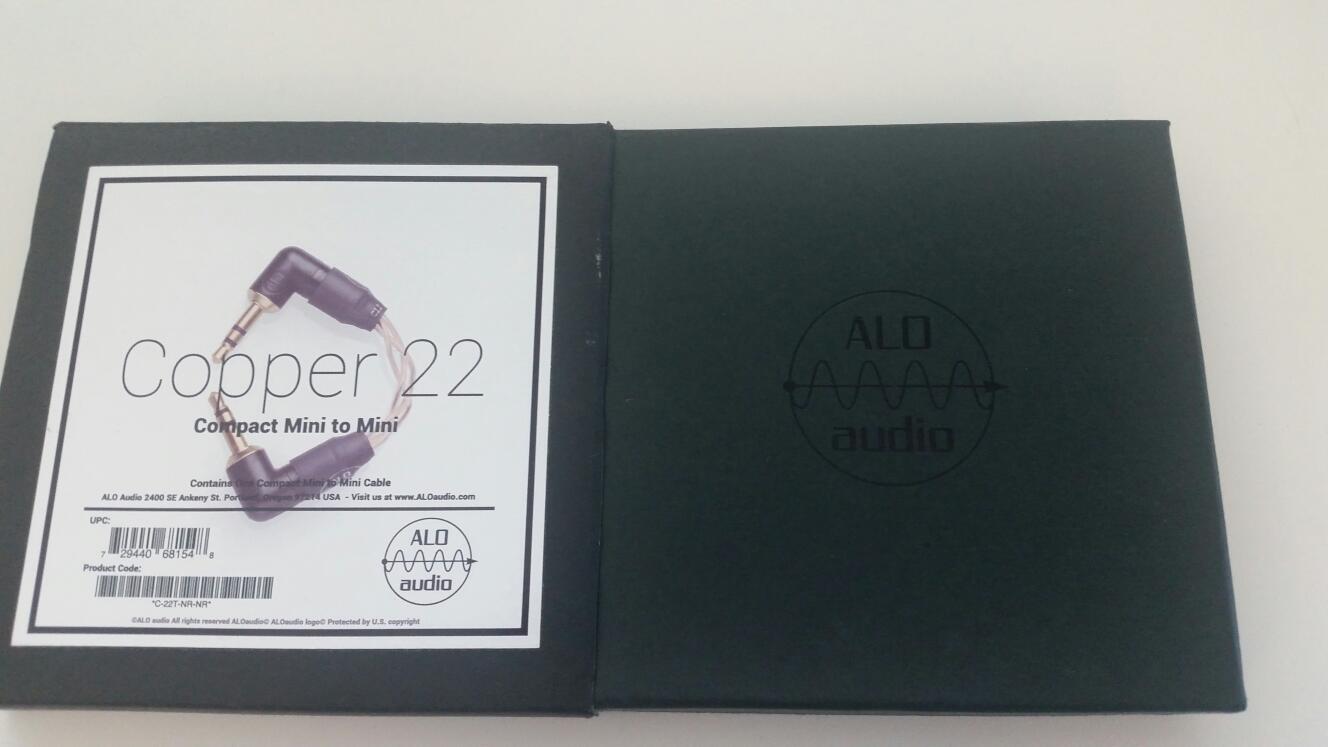 Copper 22
Compact Mini to Mini
Contains One Compact Mini to Mini Cable
ALO Audio 2400 SE Ankeny St. Portland, Oregon 97214 USA - Visit us at www.ALOaudio.com
UPC:
7 29440 68154 8
Product Code:
*C-22T-NR-NR*
ALO
audio
©ALO audio All rights reserved ALOaudio© ALOaudio logo© Protected by U.S. copyright
ALO
audio